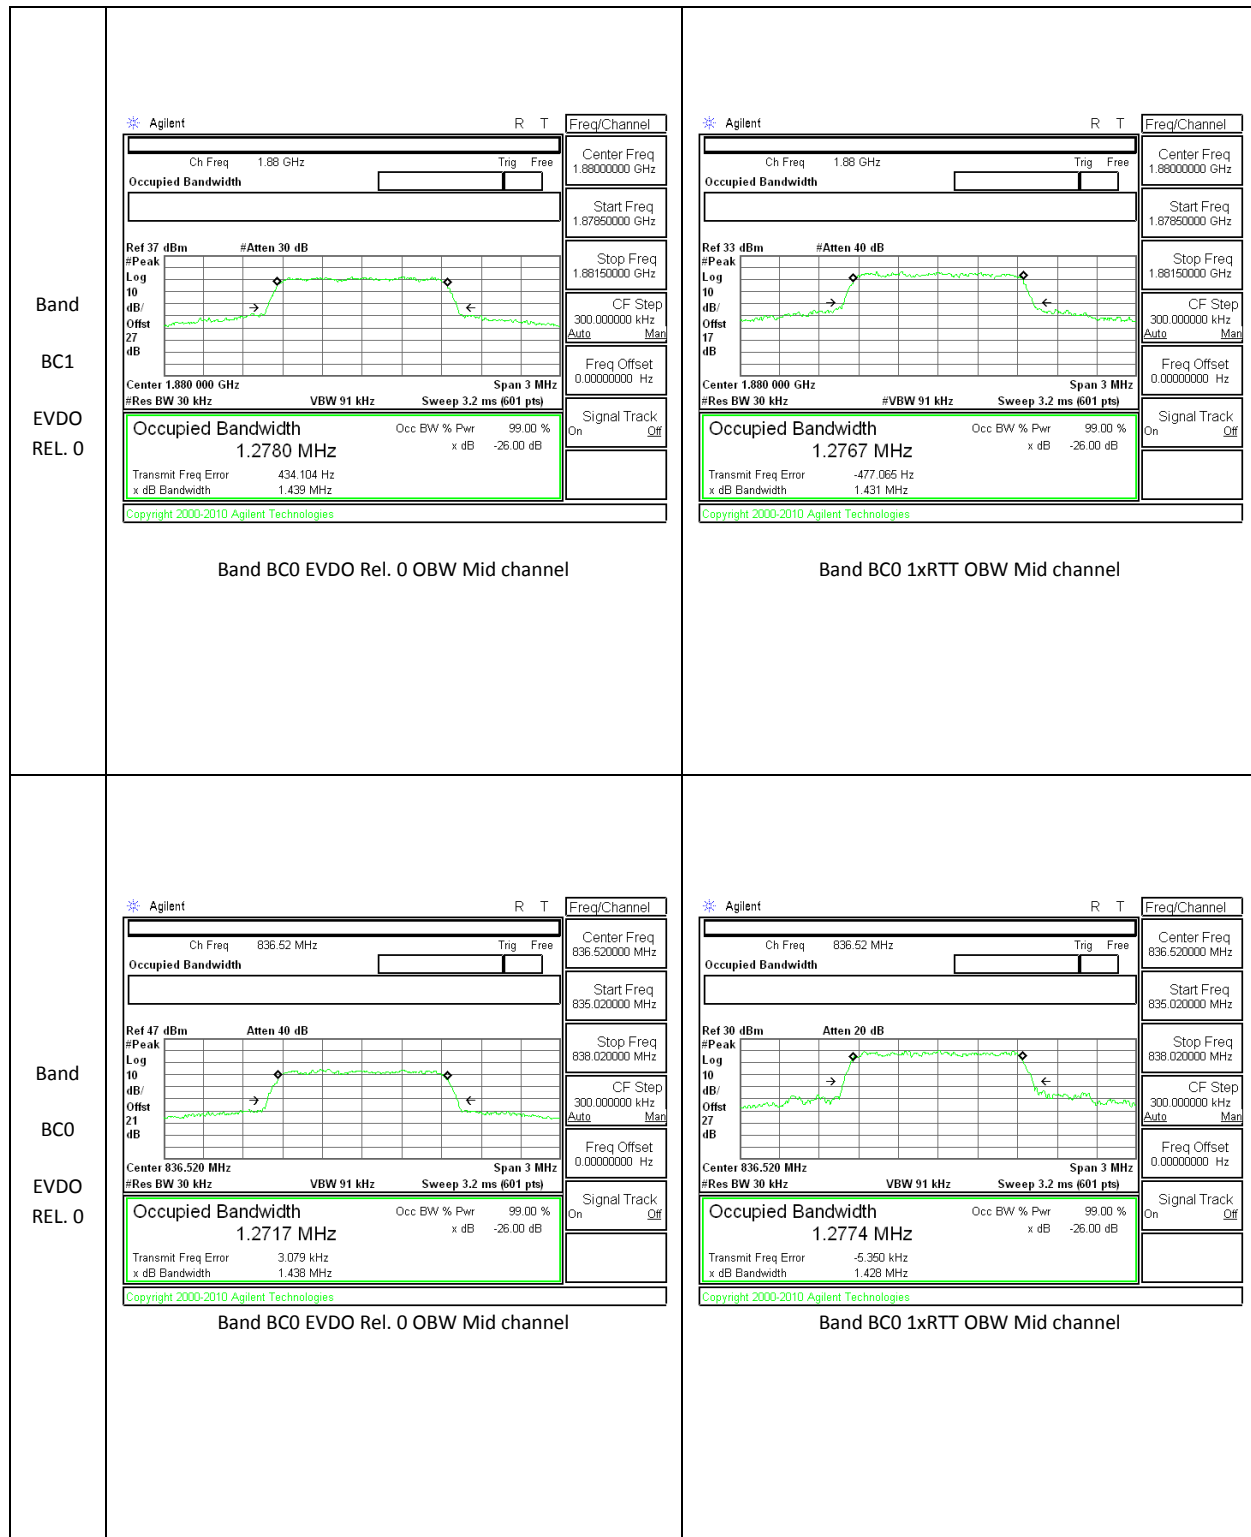 Band
BC1
EVDO
REL. 0
Agilent R T Freq/Channel
Ch Freq 1.88 GHz Trig Free
Occupied Bandwidth
Center Freq
1.88000000 GHz
Start Freq
1.87850000 GHz
Stop Freq
1.88150000 GHz
CF Step
300.000000 kHz
Auto Man
Freq Offset
0.00000000 Hz
Signal Track
On Off
Ref 37 dBm #Atten 30 dB
#Peak
Log
10
dB/
Offst
27
dB
Center 1.880 000 GHz Span 3 MHz
#Res BW 30 kHz VBW 91 kHz Sweep 3.2 ms (601 pts)
Occupied Bandwidth Occ BW % Pwr 99.00 %
1.2780 MHz x dB -26.00 dB
Transmit Freq Error 434.104 Hz
x dB Bandwidth 1.439 MHz
Copyright 2000-2010 Agilent Technologies
Band BC0 EVDO Rel. 0 OBW Mid channel
Agilent R T Freq/Channel
Ch Freq 1.88 GHz Trig Free
Occupied Bandwidth
Center Freq
1.88000000 GHz
Start Freq
1.87850000 GHz
Stop Freq
1.88150000 GHz
CF Step
300.000000 kHz
Auto Man
Freq Offset
0.00000000 Hz
Signal Track
On Off
Ref 33 dBm #Atten 40 dB
#Peak
Log
10
dB/
Offst
17
dB
Center 1.880 000 GHz Span 3 MHz
#Res BW 30 kHz #VBW 91 kHz Sweep 3.2 ms (601 pts)
Occupied Bandwidth Occ BW % Pwr 99.00 %
1.2767 MHz x dB -26.00 dB
Transmit Freq Error -477.065 Hz
x dB Bandwidth 1.431 MHz
Copyright 2000-2010 Agilent Technologies
Band BC0 1xRTT OBW Mid channel
Band
BC0
EVDO
REL. 0
Agilent R T Freq/Channel
Ch Freq 836.52 MHz Trig Free
Occupied Bandwidth
Center Freq
836.520000 MHz
Start Freq
835.020000 MHz
Stop Freq
838.020000 MHz
CF Step
300.000000 kHz
Auto Man
Freq Offset
0.00000000 Hz
Signal Track
On Off
Ref 47 dBm Atten 40 dB
#Peak
Log
10
dB/
Offst
21
dB
Center 836.520 MHz Span 3 MHz
#Res BW 30 kHz VBW 91 kHz Sweep 3.2 ms (601 pts)
Occupied Bandwidth Occ BW % Pwr 99.00 %
1.2717 MHz x dB -26.00 dB
Transmit Freq Error 3.079 kHz
x dB Bandwidth 1.438 MHz
Copyright 2000-2010 Agilent Technologies
Band BC0 EVDO Rel. 0 OBW Mid channel
Agilent R T Freq/Channel
Ch Freq 836.52 MHz Trig Free
Occupied Bandwidth
Center Freq
836.520000 MHz
Start Freq
835.020000 MHz
Stop Freq
838.020000 MHz
CF Step
300.000000 kHz
Auto Man
Freq Offset
0.00000000 Hz
Signal Track
On Off
Ref 30 dBm Atten 20 dB
#Peak
Log
10
dB/
Offst
27
dB
Center 836.520 MHz Span 3 MHz
#Res BW 30 kHz VBW 91 kHz Sweep 3.2 ms (601 pts)
Occupied Bandwidth Occ BW % Pwr 99.00 %
1.2774 MHz x dB -26.00 dB
Transmit Freq Error -5.350 kHz
x dB Bandwidth 1.428 MHz
Copyright 2000-2010 Agilent Technologies
Band BC0 1xRTT OBW Mid channel